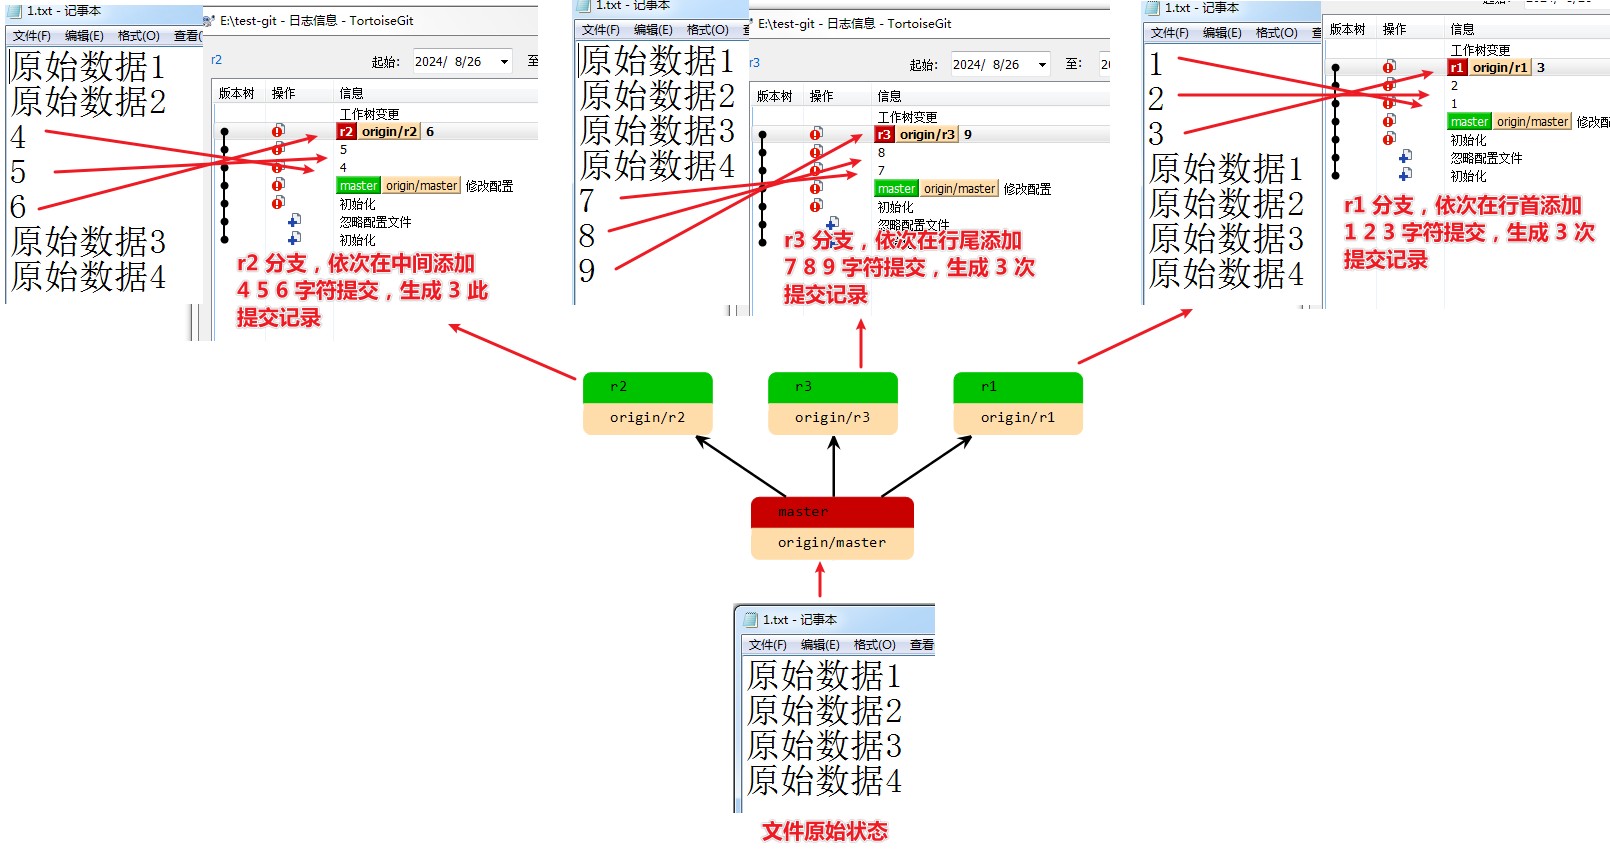 1.txt - 记事本
文件(F) 编辑(E) 格式(O) 查看(
原始数据1
原始数据2
4
5
6
原始数据3
原始数据4
E:\test-git - 日志信息 - TortoiseGit
r2
起始: 2024/ 8/26 至
版本树 操作 信息
工作树变更
r2 origin/r2 6
5
4
master origin/master 修改配置
初始化
忽略配置文件
初始化
r2 分支，依次在中间添加
4 5 6 字符提交，生成 3 此
提交记录
1.txt - 记事本
文件(F) 编辑(E) 格式(O)
原始数据1
原始数据2
原始数据3
原始数据4
7
8
9
E:\test-git - 日志信息 - TortoiseGit
r3
起始: 2024/ 8/26 至: 20
版本树 操作 信息
工作树变更
r3 origin/r3 9
8
7
master origin/master 修改配置
初始化
忽略配置文件
初始化
r3 分支，依次在行尾添加
7 8 9 字符提交，生成 3 次
提交记录
1.txt - 记事本
文件(F) 编辑(E) 格式(O) 查
1
2
3
原始数据1
原始数据2
原始数据3
原始数据4
版本树 操作 信息
工作树变更
r1 origin/r1 3
2
1
master origin/master 修改配
初始化
忽略配置文件
初始化
r1 分支，依次在行首添加
1 2 3 字符提交，生成 3 次
提交记录
r2
origin/r2
r3
origin/r3
r1
origin/r1
master
origin/master
1.txt - 记事本
文件(F) 编辑(E) 格式(O) 查看
原始数据1
原始数据2
原始数据3
原始数据4
文件原始状态